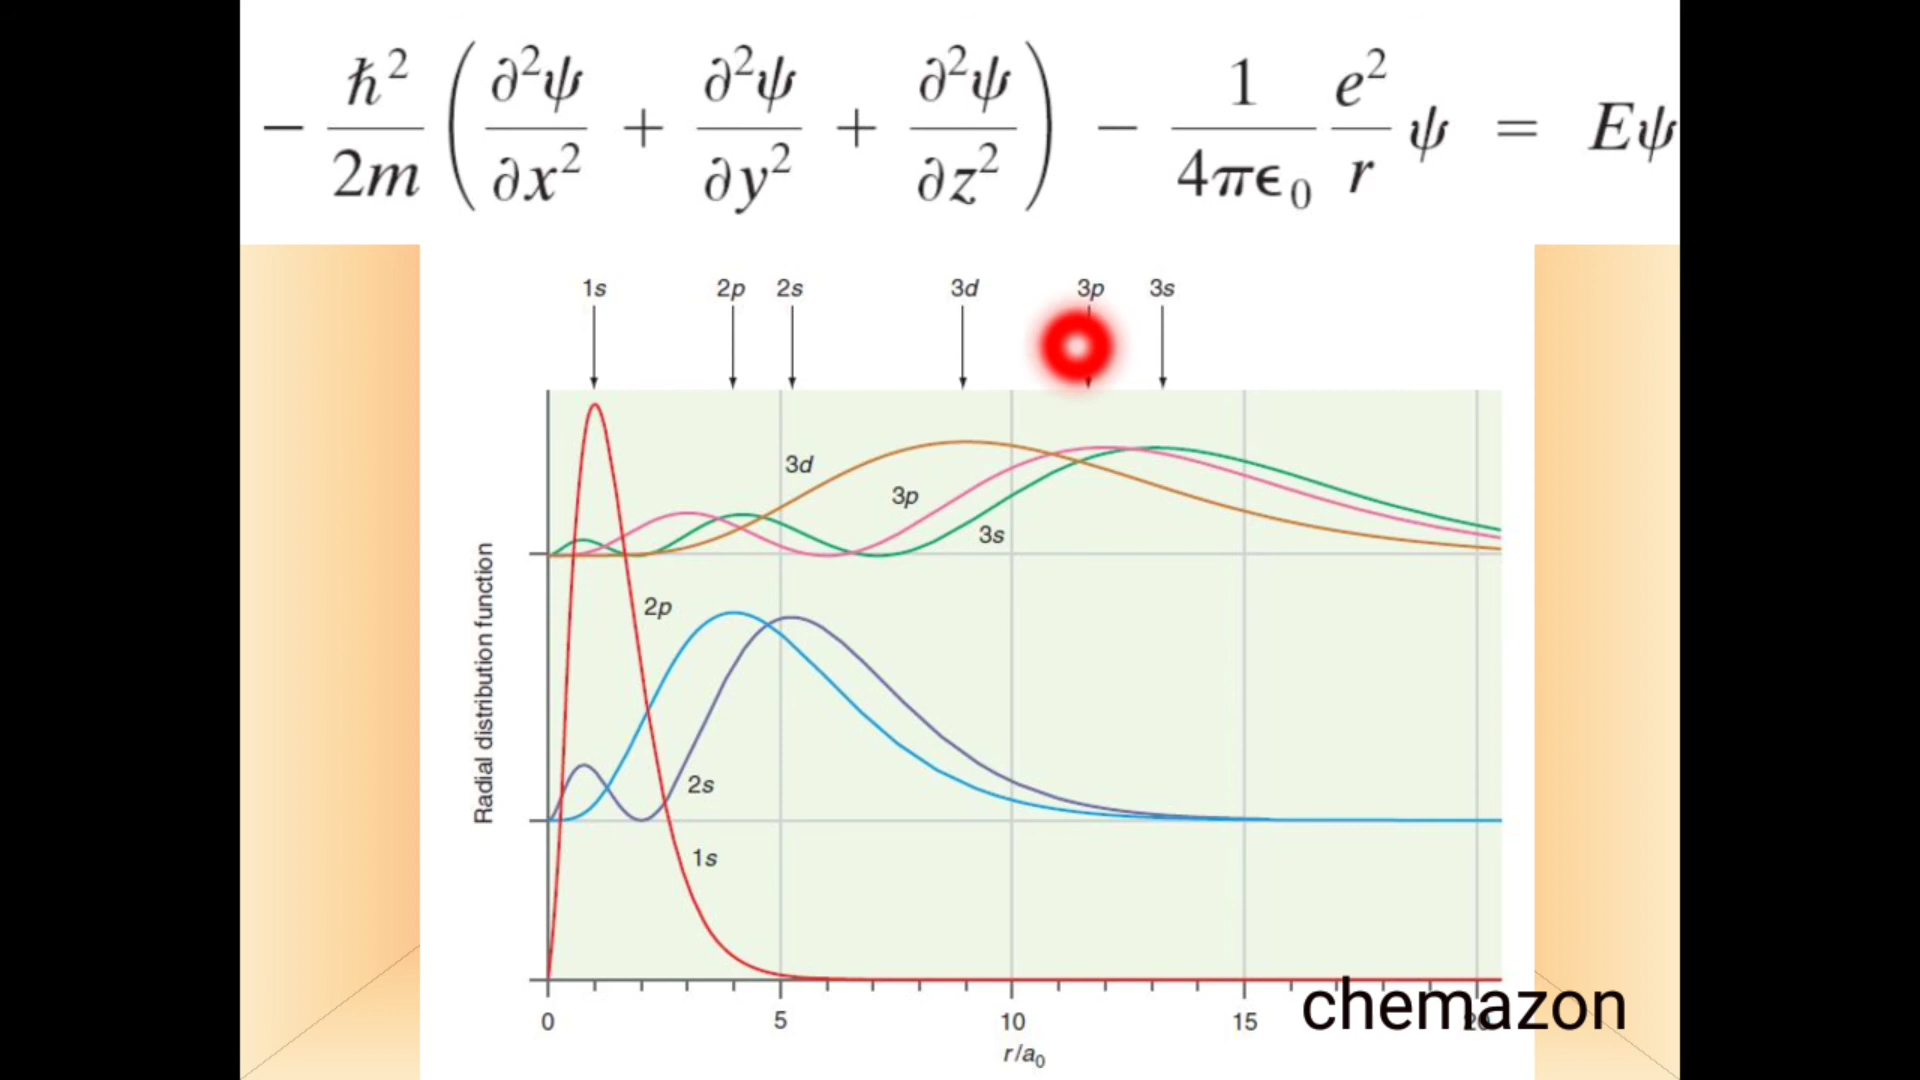 − ħ²/2m (∂²ψ/∂x² + ∂²ψ/∂y² + ∂²ψ/∂z²) − 1/4πϵ₀ e²/r ψ = Eψ
1s 2p 2s 3d 3p 3s
3d
3p
3s
2p
2s
1s
Radial distribution function
0 5 10 15 20
r/a₀
chemazon